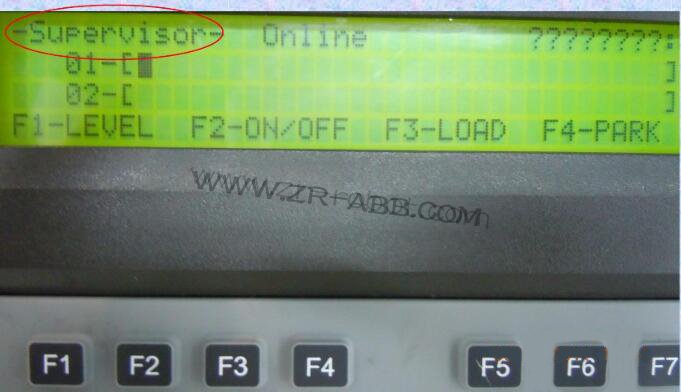 -Supervisor- Online ????????:
01-[ ]
02-[ ]
F1-LEVEL F2-ON/OFF F3-LOAD F4-PARK
WWW.ZR-ABB.COM
F1 F2 F3 F4 F5 F6 F7